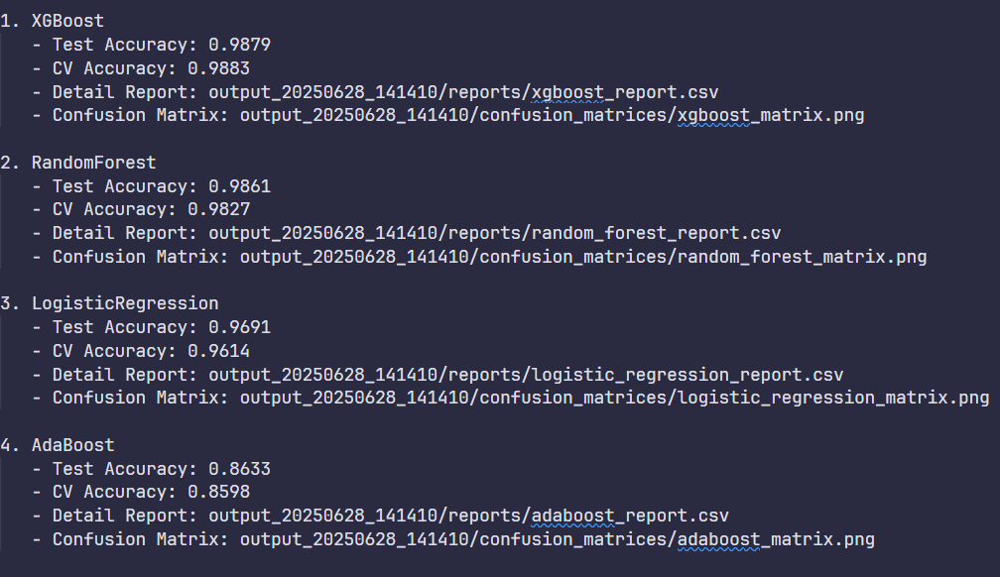 1. XGBoost
- Test Accuracy: 0.9879
- CV Accuracy: 0.9883
- Detail Report: output_20250628_141410/reports/xgboost_report.csv
- Confusion Matrix: output_20250628_141410/confusion_matrices/xgboost_matrix.png
2. RandomForest
- Test Accuracy: 0.9861
- CV Accuracy: 0.9827
- Detail Report: output_20250628_141410/reports/random_forest_report.csv
- Confusion Matrix: output_20250628_141410/confusion_matrices/random_forest_matrix.png
3. LogisticRegression
- Test Accuracy: 0.9691
- CV Accuracy: 0.9614
- Detail Report: output_20250628_141410/reports/logistic_regression_report.csv
- Confusion Matrix: output_20250628_141410/confusion_matrices/logistic_regression_matrix.png
4. AdaBoost
- Test Accuracy: 0.8633
- CV Accuracy: 0.8598
- Detail Report: output_20250628_141410/reports/adaboost_report.csv
- Confusion Matrix: output_20250628_141410/confusion_matrices/adaboost_matrix.png